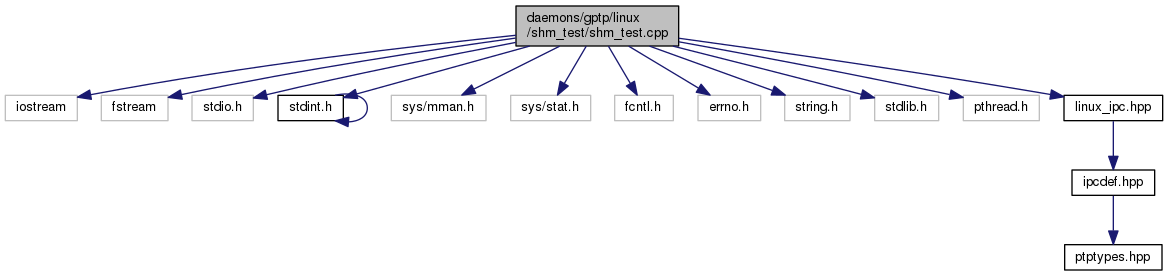 daemons/gptp/linux
/shm_test/shm_test.cpp
iostream
fstream
stdio.h
stdint.h
sys/mman.h
sys/stat.h
fcntl.h
errno.h
string.h
stdlib.h
pthread.h
linux_ipc.hpp
ipcdef.hpp
ptptypes.hpp